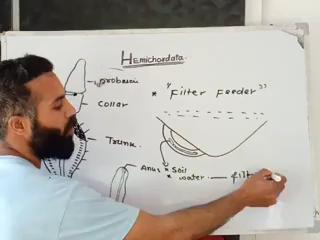 Hemichordata
proboscis
* "Filter Feeder"
Collar
Trunk
Anus * Soil
* water — filt